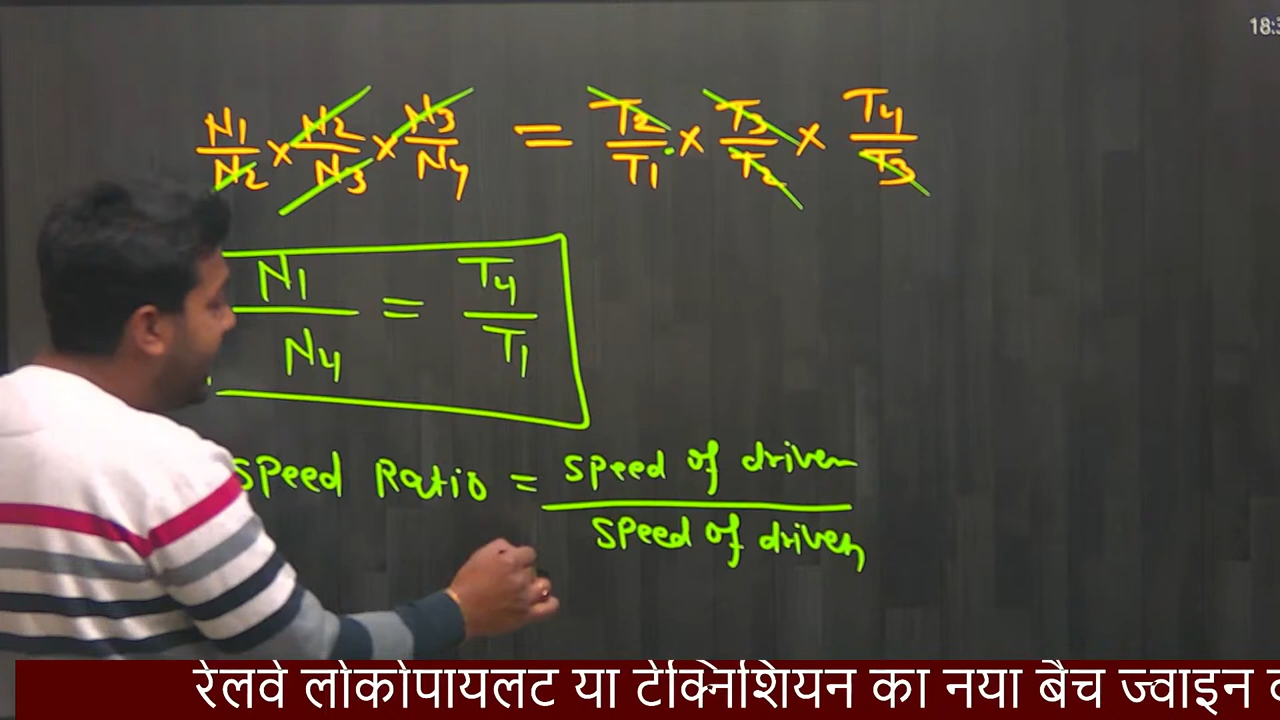 18:3
N1/N2 × N2/N3 × N3/N4 = T2/T1 × T3/T2 × T4/T3
N1/N4 = T4/T1
Speed Ratio = Speed of driven / Speed of driven
रेलवे लोकोपायलट या टेक्निशियन का नया बैच ज्वाइन